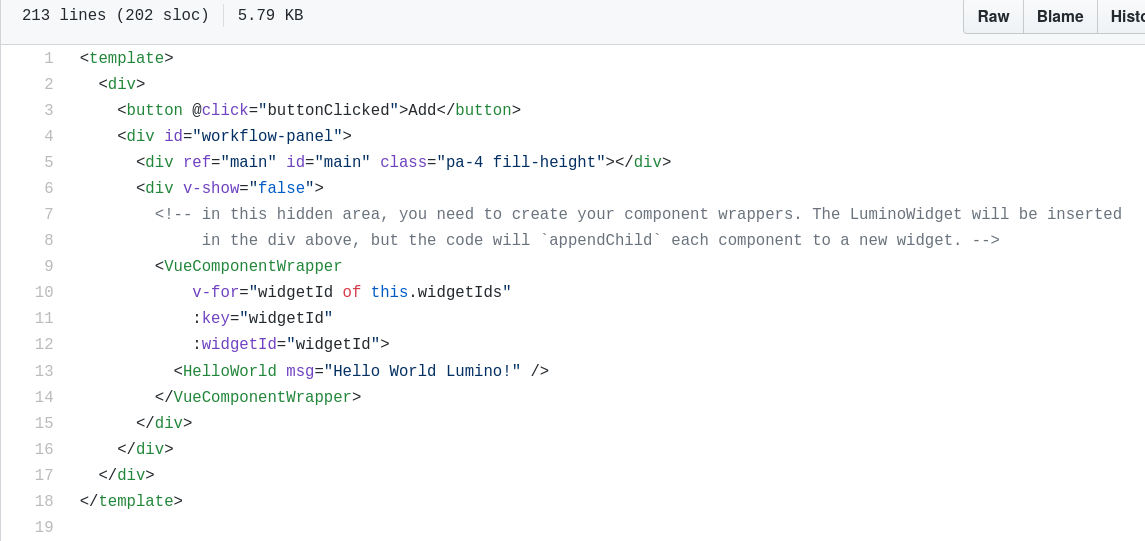 213 lines (202 sloc) 5.79 KB Raw Blame Histo
1 <template>
2   <div>
3     <button @click="buttonClicked">Add</button>
4     <div id="workflow-panel">
5       <div ref="main" id="main" class="pa-4 fill-height"></div>
6       <div v-show="false">
7         <!-- in this hidden area, you need to create your component wrappers. The LuminoWidget will be inserted
8              in the div above, but the code will `appendChild` each component to a new widget. -->
9         <VueComponentWrapper
10             v-for="widgetId of this.widgetIds"
11             :key="widgetId"
12             :widgetId="widgetId">
13           <HelloWorld msg="Hello World Lumino!" />
14         </VueComponentWrapper>
15       </div>
16     </div>
17   </div>
18 </template>
19